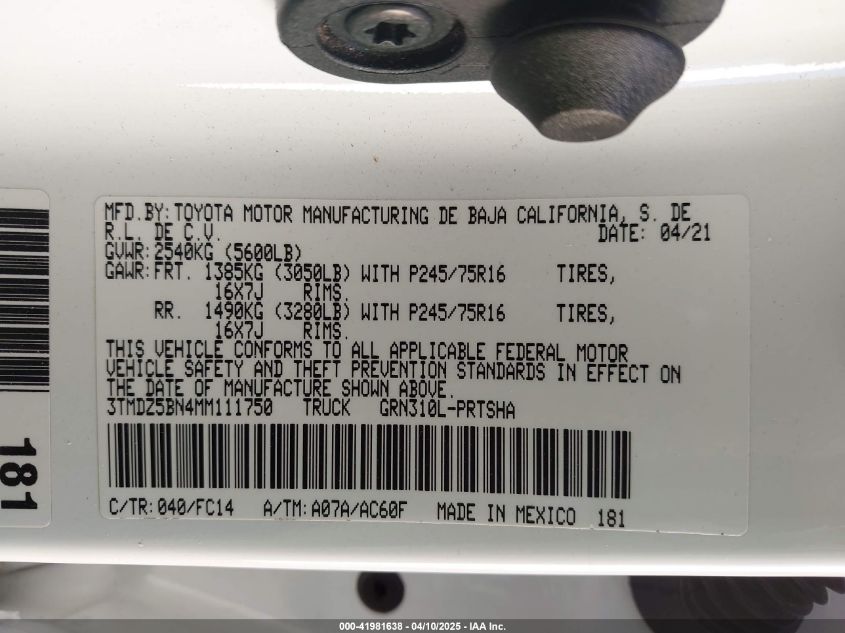 MFD.BY:TOYOTA MOTOR MANUFACTURING DE BAJA CALIFORNIA, S. DE
R.L. DE C.V. DATE: 04/21
GVWR:2540KG (5600LB)
GAWR:FRT. 1385KG (3050LB) WITH P245/75R16 TIRES,
16X7J RIMS.
RR. 1490KG (3280LB) WITH P245/75R16 TIRES,
16X7J RIMS.
THIS VEHICLE CONFORMS TO ALL APPLICABLE FEDERAL MOTOR
VEHICLE SAFETY AND THEFT PREVENTION STANDARDS IN EFFECT ON
THE DATE OF MANUFACTURE SHOWN ABOVE.
3TMDZ5BN4MM111750 TRUCK GRN310L-PRTSHA
C/TR:040/FC14 A/TM:A07A/AC60F MADE IN MEXICO 181
181
000-41981638 - 04/10/2025 - IAA Inc.